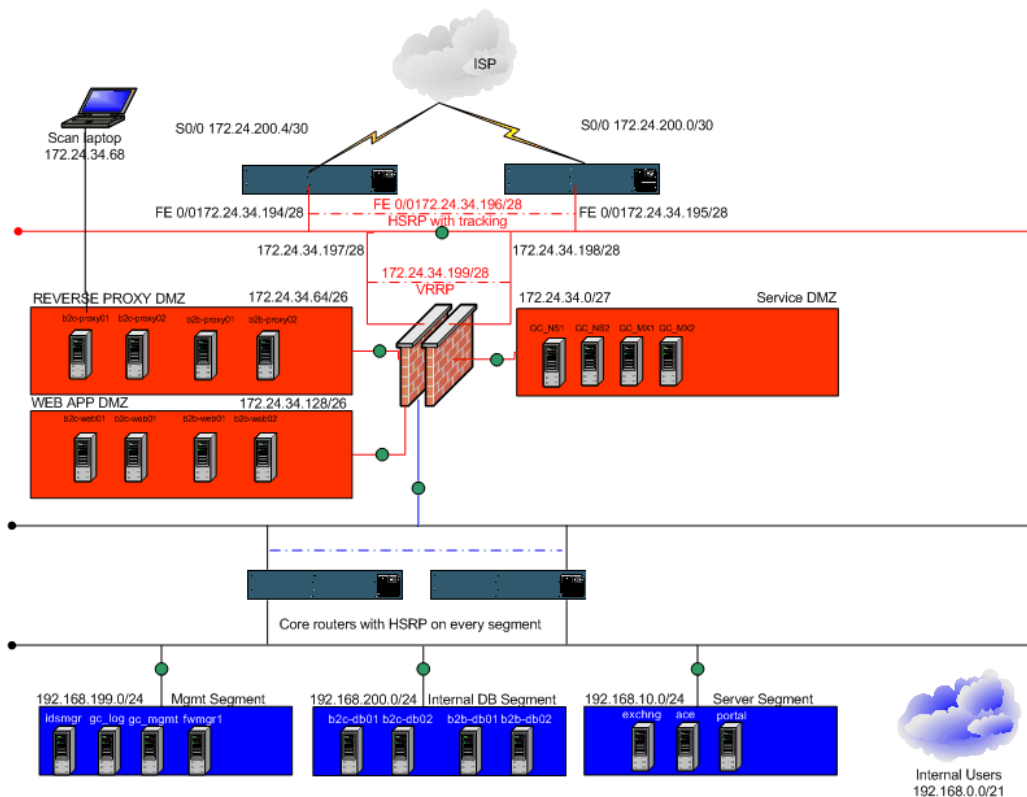 ISP
Scan laptop
172.24.34.68
S0/0 172.24.200.4/30
S0/0 172.24.200.0/30
FE 0/0172.24.34.194/28
FE 0/0172.24.34.196/28
HSRP with tracking
FE 0/0172.24.34.195/28
172.24.34.197/28
172.24.34.198/28
172.24.34.199/28
VRRP
REVERSE PROXY DMZ
172.24.34.64/26
b2c-proxy01
b2c-proxy02
b2b-proxy01
b2b-proxy02
172.24.34.0/27
Service DMZ
GC_NS1
GC_NS2
GC_MX1
GC_MX2
WEB APP DMZ
172.24.34.128/26
b2c-web01
b2c-web01
b2b-web01
b2b-web02
Core routers with HSRP on every segment
192.168.199.0/24
Mgmt Segment
idsmgr
gc_log
gc_mgmt
fwmgr1
192.168.200.0/24
Internal DB Segment
b2c-db01
b2c-db02
b2b-db01
b2b-db02
192.168.10.0/24
Server Segment
exchng
ace
portal
Internal Users
192.168.0.0/21